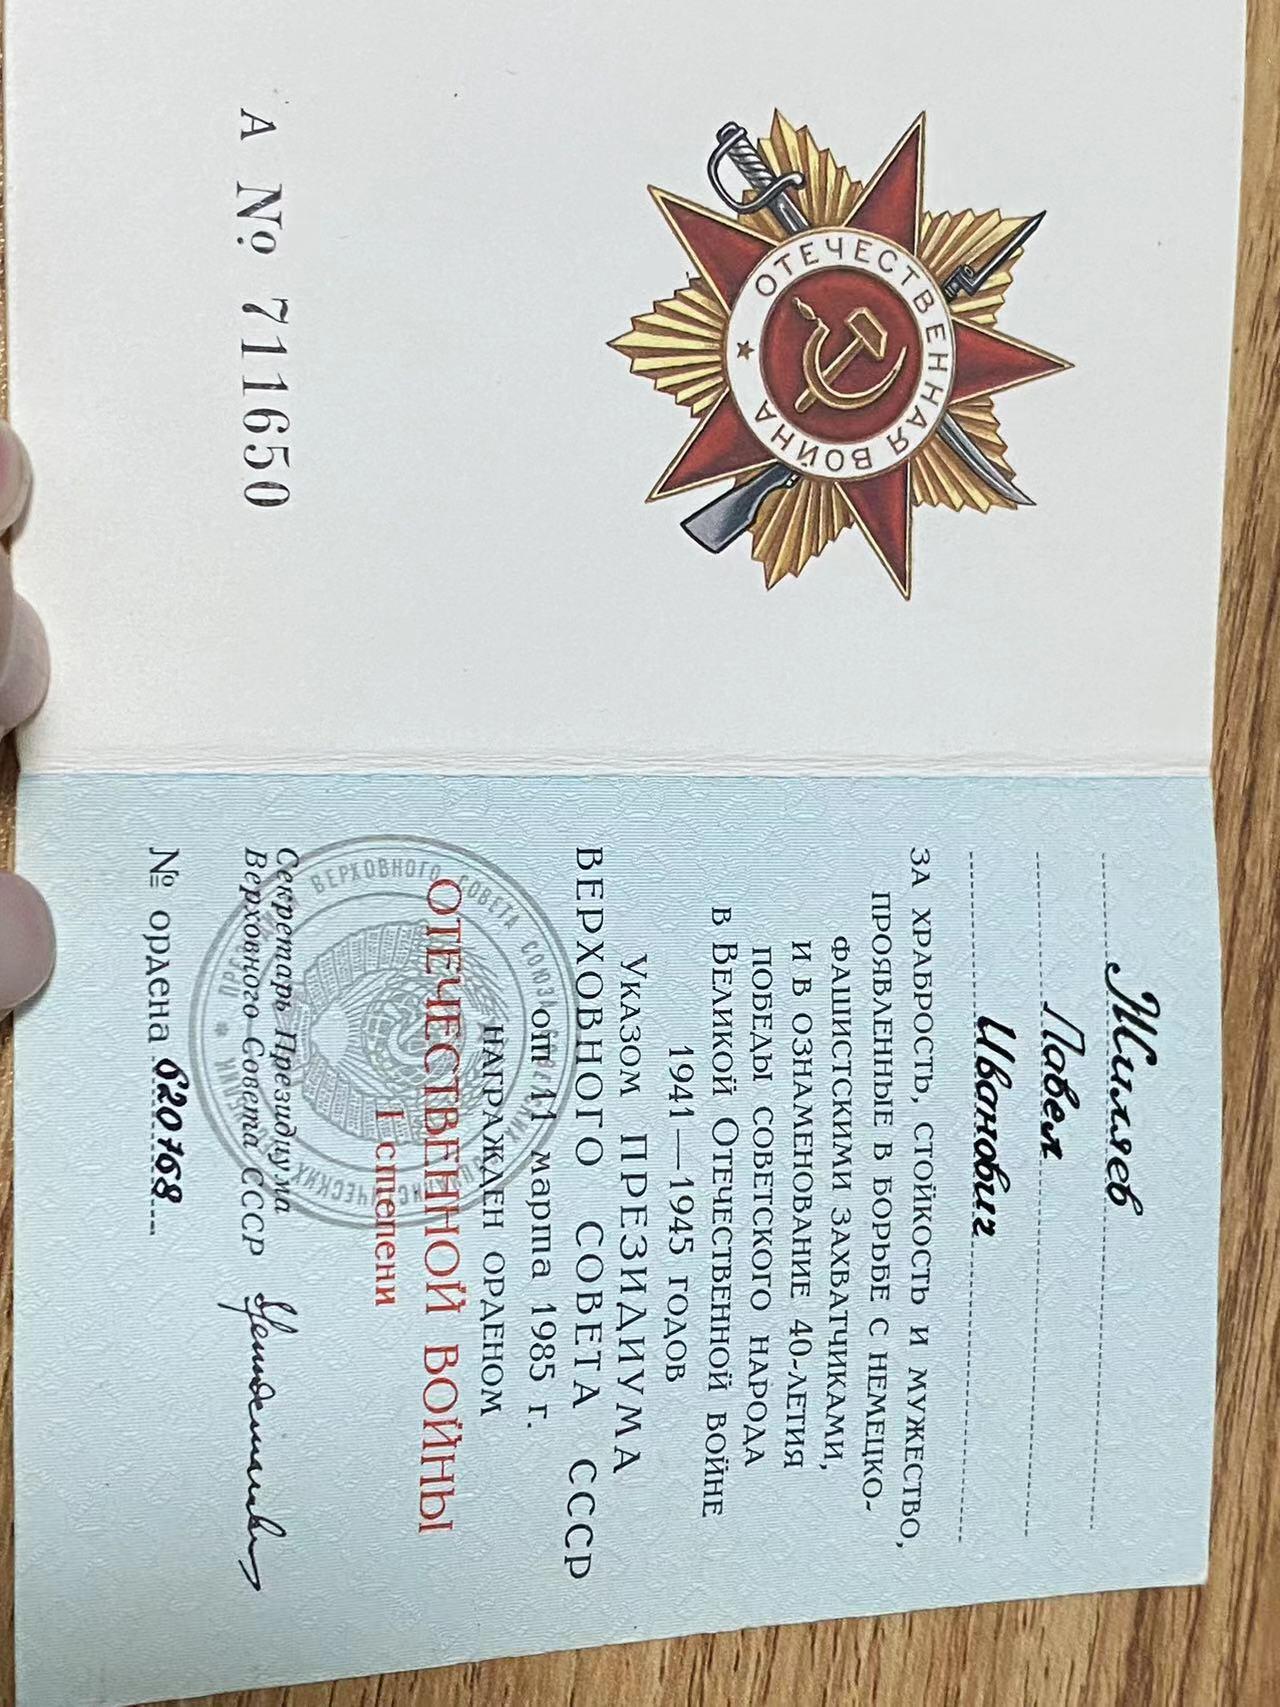 ОТЕЧЕСТВЕННАЯ ВОЙНА
А № 711650
Жиляев
Павел
Иванович
ЗА ХРАБРОСТЬ, СТОЙКОСТЬ И МУЖЕСТВО,
ПРОЯВЛЕННЫЕ В БОРЬБЕ С НЕМЕЦКО-
ФАШИСТСКИМИ ЗАХВАТЧИКАМИ,
И В ОЗНАМЕНОВАНИЕ 40-ЛЕТИЯ
ПОБЕДЫ СОВЕТСКОГО НАРОДА
В ВЕЛИКОЙ ОТЕЧЕСТВЕННОЙ ВОЙНЕ
1941—1945 ГОДОВ
УКАЗОМ ПРЕЗИДИУМА
ВЕРХОВНОГО СОВЕТА СССР
от 11 марта 1985 г.
НАГРАЖДЕН ОРДЕНОМ
ОТЕЧЕСТВЕННОЙ ВОЙНЫ
I степени
Секретарь Президиума
Верховного Совета СССР
№ ордена 620768